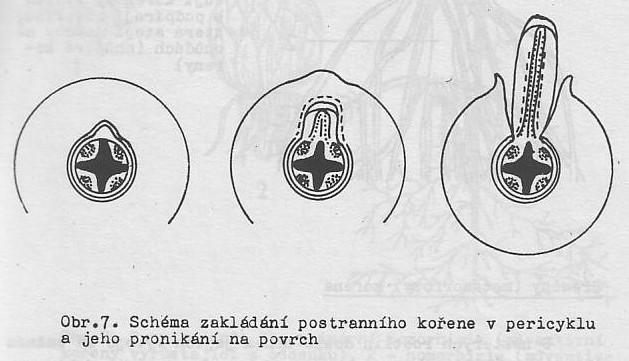 Obr.7. Schéma zakládání postranního kořene v pericyklu
a jeho pronikání na povrch